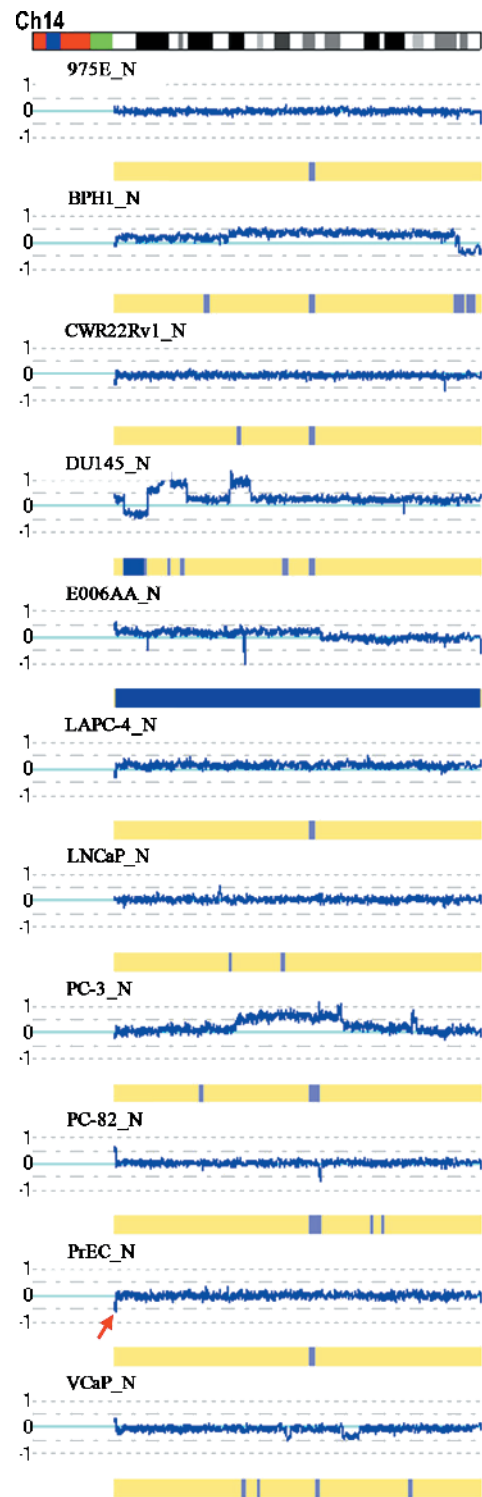 Ch14
975E_N
1
0
-1
BPH1_N
1
0
-1
CWR22Rv1_N
1
0
-1
DU145_N
1
0
-1
E006AA_N
1
0
-1
LAPC-4_N
1
0
-1
LNCaP_N
1
0
-1
PC-3_N
1
0
-1
PC-82_N
1
0
-1
PrEC_N
1
0
-1
VCaP_N
1
0
-1